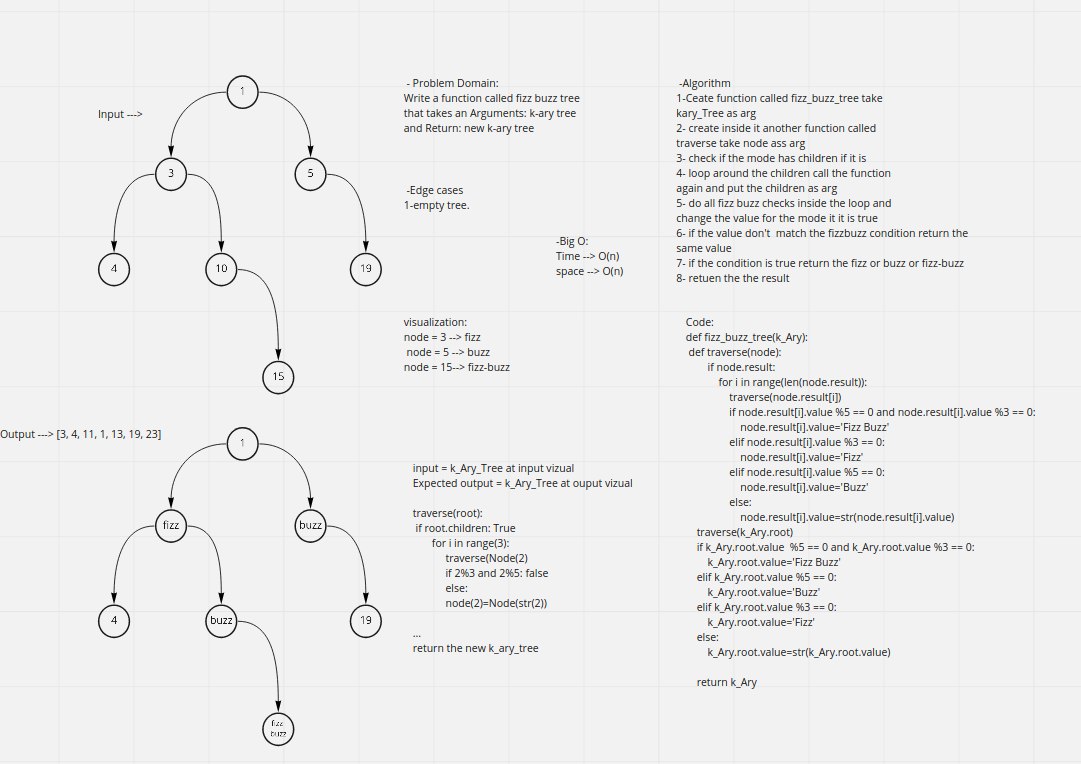 Input --->
1
3
5
4
10
19
15
Output ---> [3, 4, 11, 1, 13, 19, 23]
1
fizz
buzz
4
buzz
19
fizz
buzz
- Problem Domain:
Write a function called fizz buzz tree
that takes an Arguments: k-ary tree
and Return: new k-ary tree
-Edge cases
1-empty tree.
-Big O:
Time --> O(n)
space --> O(n)
visualization:
node = 3 --> fizz
node = 5 --> buzz
node = 15--> fizz-buzz
input = k_Ary_Tree at input vizual
Expected output = k_Ary_Tree at ouput vizual
traverse(root):
if root.children: True
for i in range(3):
traverse(Node(2)
if 2%3 and 2%5: false
else:
node(2)=Node(str(2))
...
return the new k_ary_tree
-Algorithm
1-Ceate function called fizz_buzz_tree take
kary_Tree as arg
2- create inside it another function called
traverse take node ass arg
3- check if the mode has children if it is
4- loop around the children call the function
again and put the children as arg
5- do all fizz buzz checks inside the loop and
change the value for the mode it it is true
6- if the value don't  match the fizzbuzz condition return the
same value
7- if the condition is true return the fizz or buzz or fizz-buzz
8- retuen the the result
Code:
def fizz_buzz_tree(k_Ary):
def traverse(node):
if node.result:
for i in range(len(node.result)):
traverse(node.result[i])
if node.result[i].value %5 == 0 and node.result[i].value %3 == 0:
node.result[i].value='Fizz Buzz'
elif node.result[i].value %3 == 0:
node.result[i].value='Fizz'
elif node.result[i].value %5 == 0:
node.result[i].value='Buzz'
else:
node.result[i].value=str(node.result[i].value)
traverse(k_Ary.root)
if k_Ary.root.value  %5 == 0 and k_Ary.root.value %3 == 0:
k_Ary.root.value='Fizz Buzz'
elif k_Ary.root.value %5 == 0:
k_Ary.root.value='Buzz'
elif k_Ary.root.value %3 == 0:
k_Ary.root.value='Fizz'
else:
k_Ary.root.value=str(k_Ary.root.value)
return k_Ary